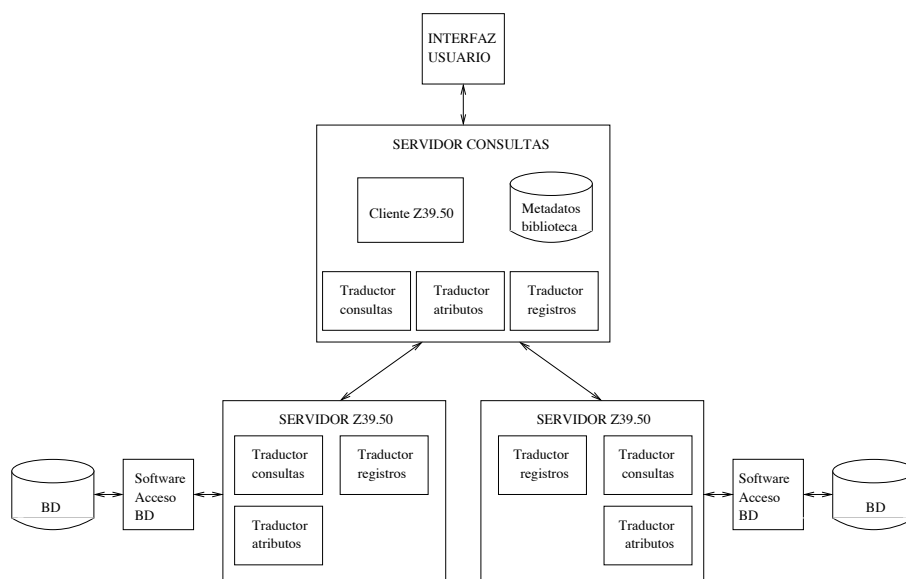 INTERFAZ
USUARIO
SERVIDOR CONSULTAS
Cliente Z39.50
Metadatos
biblioteca
Traductor
consultas
Traductor
atributos
Traductor
registros
SERVIDOR Z39.50
Traductor
consultas
Traductor
registros
Traductor
atributos
BD
Software
Acceso
BD
SERVIDOR Z39.50
Traductor
registros
Traductor
consultas
Traductor
atributos
Software
Acceso
BD
BD